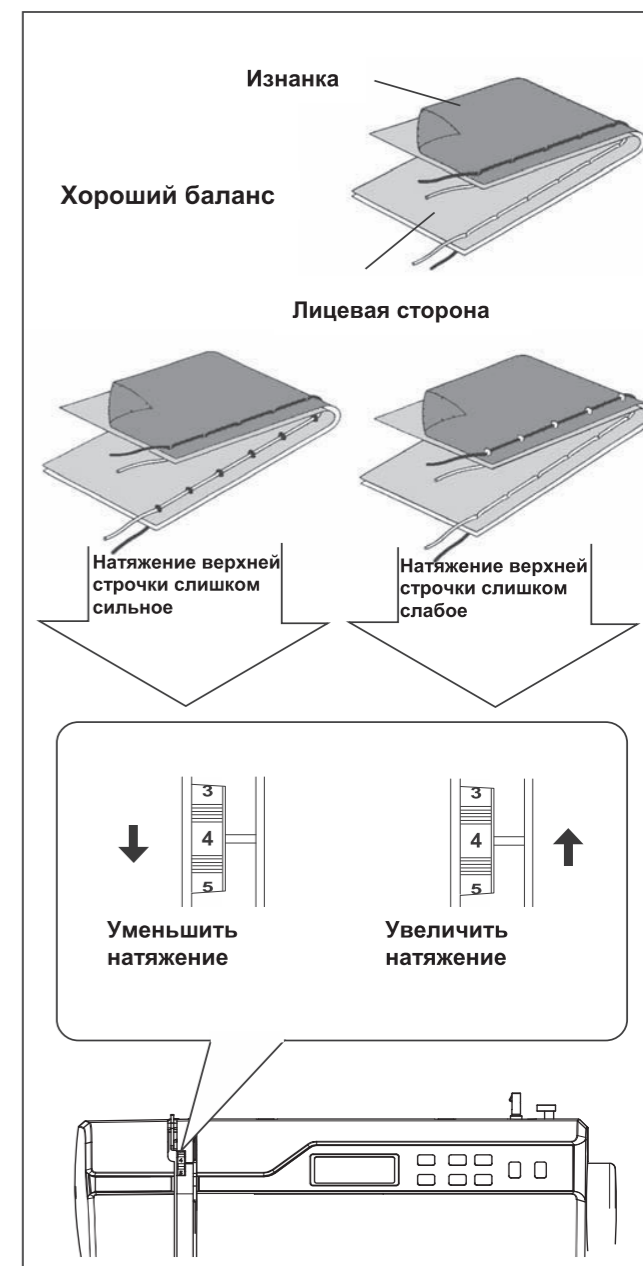 Изнанка
Хороший баланс
Лицевая сторона
Натяжение верхней
строчки слишком
сильное
Натяжение верхней
строчки слишком
слабое
3
4
5
Уменьшить
натяжение
3
4
5
Увеличить
натяжение